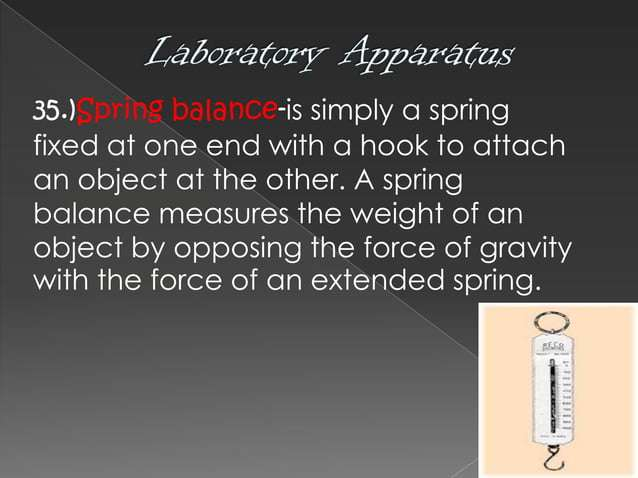 Laboratory Apparatus
35.)Spring balance-is simply a spring
fixed at one end with a hook to attach
an object at the other. A spring
balance measures the weight of an
object by opposing the force of gravity
with the force of an extended spring.